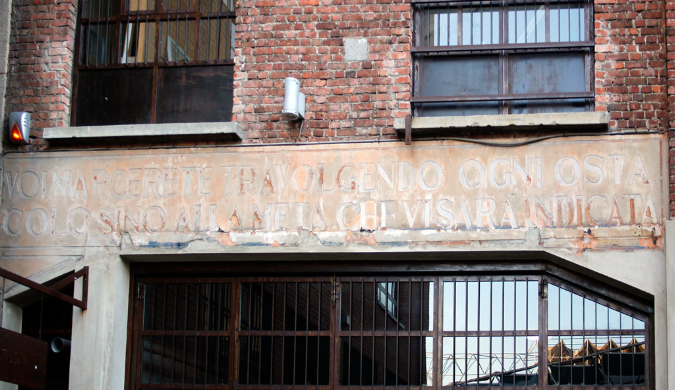 VOI MARCERETE TRAVOLGENDO OGNI OSTA
COLO SINO ALLA META CHE VI SARA INDICATA